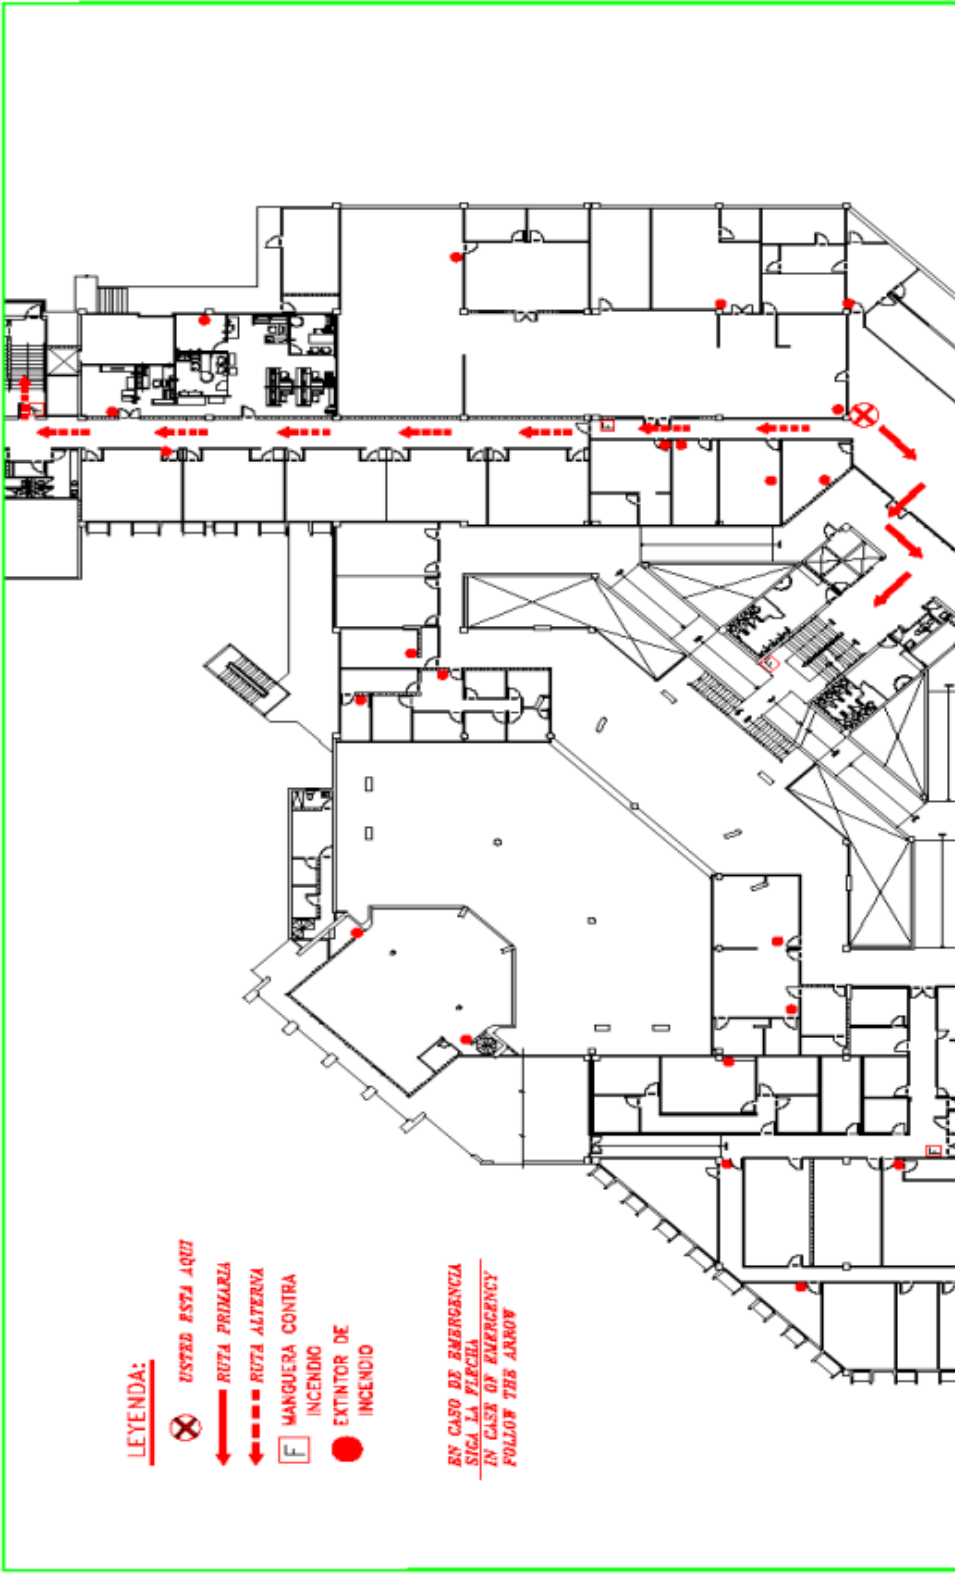 LEYENDA:
USTED ESTA AQUI
RUTA PRIMARIA
RUTA ALTERNA
F MANGUERA CONTRA
INCENDIO
EXTINTOR DE
INCENDIO
EN CASO DE EMERGENCIA
SIGA LA FLECHA
IN CASE OF EMERGENCY
FOLLOW THE ARROW
F
F
F
F